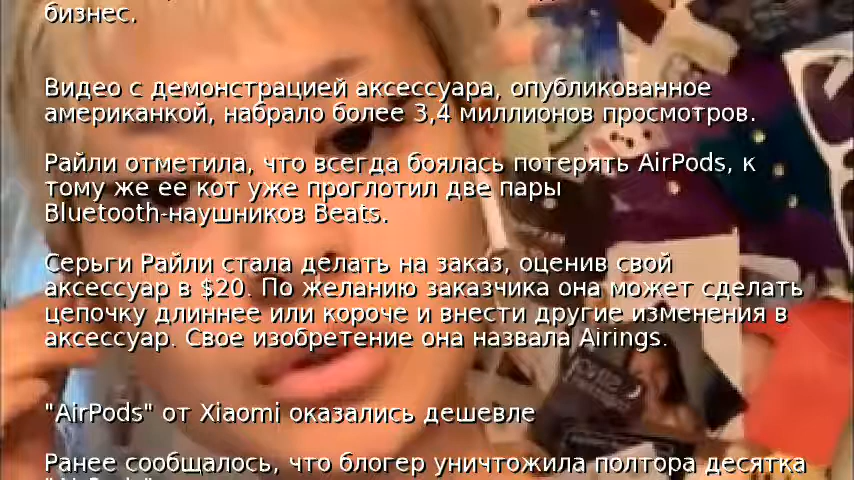 бизнес.
Видео с демонстрацией аксессуара, опубликованное
американкой, набрало более 3,4 миллионов просмотров.
Райли отметила, что всегда боялась потерять AirPods, к
тому же ее кот уже проглотил две пары
Bluetooth-наушников Beats.
Серьги Райли стала делать на заказ, оценив свой
аксессуар в $20. По желанию заказчика она может сделать
цепочку длиннее или короче и внести другие изменения в
аксессуар. Свое изобретение она назвала Airings.
"AirPods" от Xiaomi оказались дешевле
Ранее сообщалось, что блогер уничтожила полтора десятка